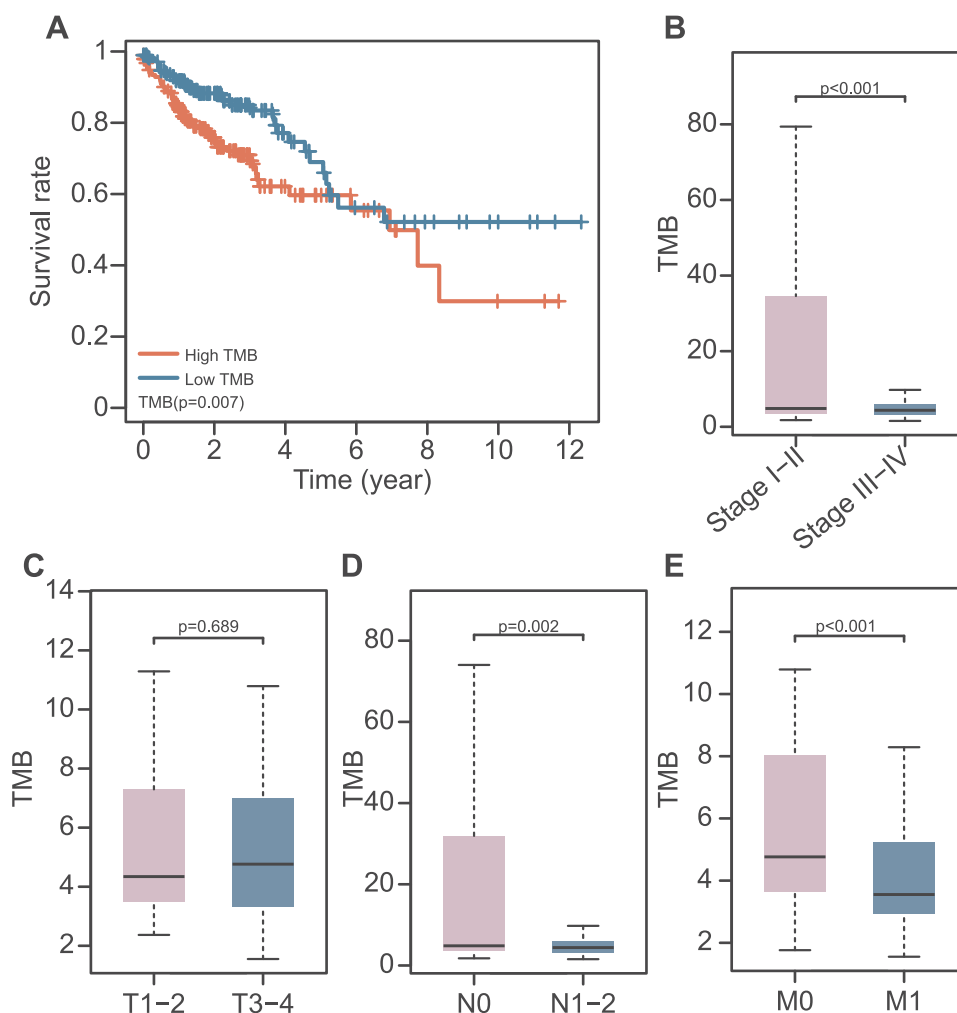 A
Survival rate
1
0.8
0.6
0.4
0.2
0
High TMB
Low TMB
TMB(p=0.007)
0 2 4 6 8 10 12
Time (year)
B
TMB
80
60
40
20
0
p<0.001
Stage I−II
Stage III−IV
C
TMB
14
12
10
8
6
4
2
p=0.689
T1−2 T3−4
D
TMB
80
60
40
20
0
p=0.002
N0 N1−2
E
TMB
12
10
8
6
4
2
p<0.001
M0 M1